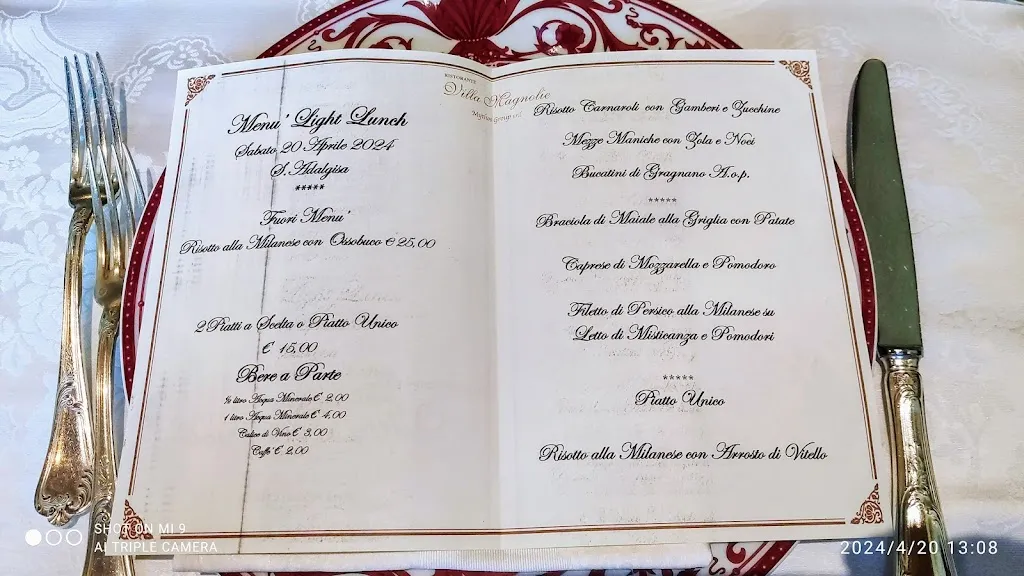 RISTORANTE
Villa Magnolie
Menu' Light Lunch
Sabato 20 Aprile 2024
S. Adalgisa
*****
Fuori Menu'
Risotto alla Milanese con Ossobuco € 25,00
2 Piatti a Scelta o Piatto Unico
€ 15,00
Bere a Parte
½ litro Acqua Minerale € 2,00
1 litro Acqua Minerale € 4,00
Calice di Vino € 3,00
Caffè € 2,00
Risotto Carnaroli con Gamberi e Zucchine
Mezze Maniche con Zola e Noci
Bucatini di Gragnano A.o.p.
*****
Braciola di Maiale alla Griglia con Patate
Caprese di Mozzarella e Pomodoro
Filetto di Persico alla Milanese su
Letto di Misticanza e Pomodori
*****
Piatto Unico
Risotto alla Milanese con Arrosto di Vitello
SHOT ON MI 9
AI TRIPLE CAMERA
2024/4/20 13:08